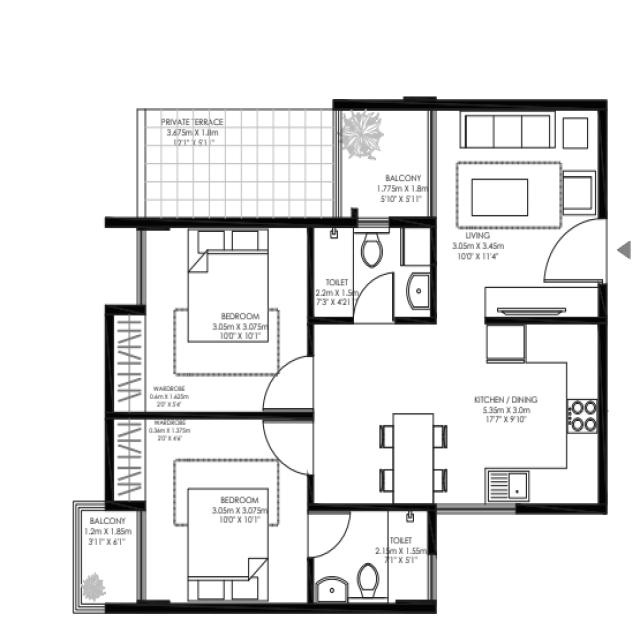 PRIVATE TERRACE
3.675m X 1.8m
12'1" X 5'11"
BALCONY
1.775m X 1.8m
5'10" X 5'11"
LIVING
3.05m X 3.45m
10'0" X 11'4"
TOILET
2.2m X 1.5m
7'3" X 4'21
BEDROOM
3.05m X 3.075m
10'0" X 10'1"
WARDROBE
0.6m X 1.625m
2'0" X 5'4"
KITCHEN / DINING
5.35m X 3.0m
17'7" X 9'10"
WARDROBE
0.36m X 1.375m
2'0" X 4'6"
BEDROOM
3.05m X 3.075m
10'0" X 10'1"
BALCONY
1.2m X 1.85m
3'11" X 6'1"
TOILET
2.15m X 1.55m
7'1" X 5'1"